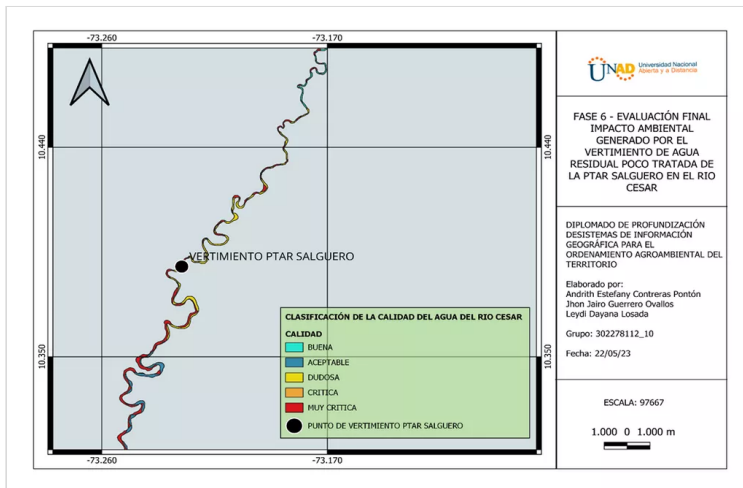 -73.260
-73.170
10.440
10.440
VERTIMIENTO PTAR SALGUERO
10.350
10.350
CLASIFICACIÓN DE LA CALIDAD DEL AGUA DEL RIO CESAR
CALIDAD
BUENA
ACEPTABLE
DUDOSA
CRITICA
MUY CRITICA
PUNTO DE VERTIMIENTO PTAR SALGUERO
-73.260
-73.170
UNAD
Universidad Nacional
Abierta y a Distancia
FASE 6 - EVALUACIÓN FINAL
IMPACTO AMBIENTAL
GENERADO POR EL
VERTIMIENTO DE AGUA
RESIDUAL POCO TRATADA DE
LA PTAR SALGUERO EN EL RIO
CESAR
DIPLOMADO DE PROFUNDIZACIÓN
DESISTEMAS DE INFORMACIÓN
GEOGRÁFICA PARA EL
ORDENAMIENTO AGROAMBIENTAL DEL
TERRITORIO
Elaborado por:
Andrith Estefany Contreras Pontón
Jhon Jairo Guerrero Ovallos
Leydi Dayana Losada
Grupo: 302278112_10
Fecha: 22/05/23
ESCALA: 97667
1.000 0 1.000 m